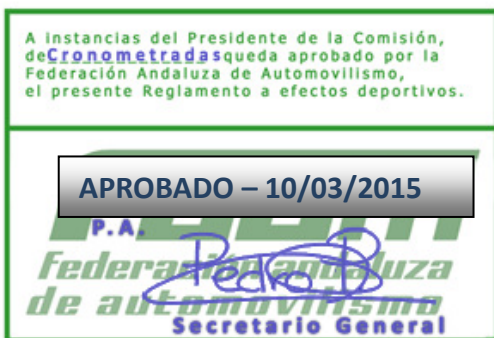 A instancias del Presidente de la Comisión,
deCronometradasqueda aprobado por la
Federación Andaluza de Automovilismo,
el presente Reglamento a efectos deportivos.
APROBADO – 10/03/2015
P.A.
Pedro B
Federación andaluza
de automovilismo
Secretario General